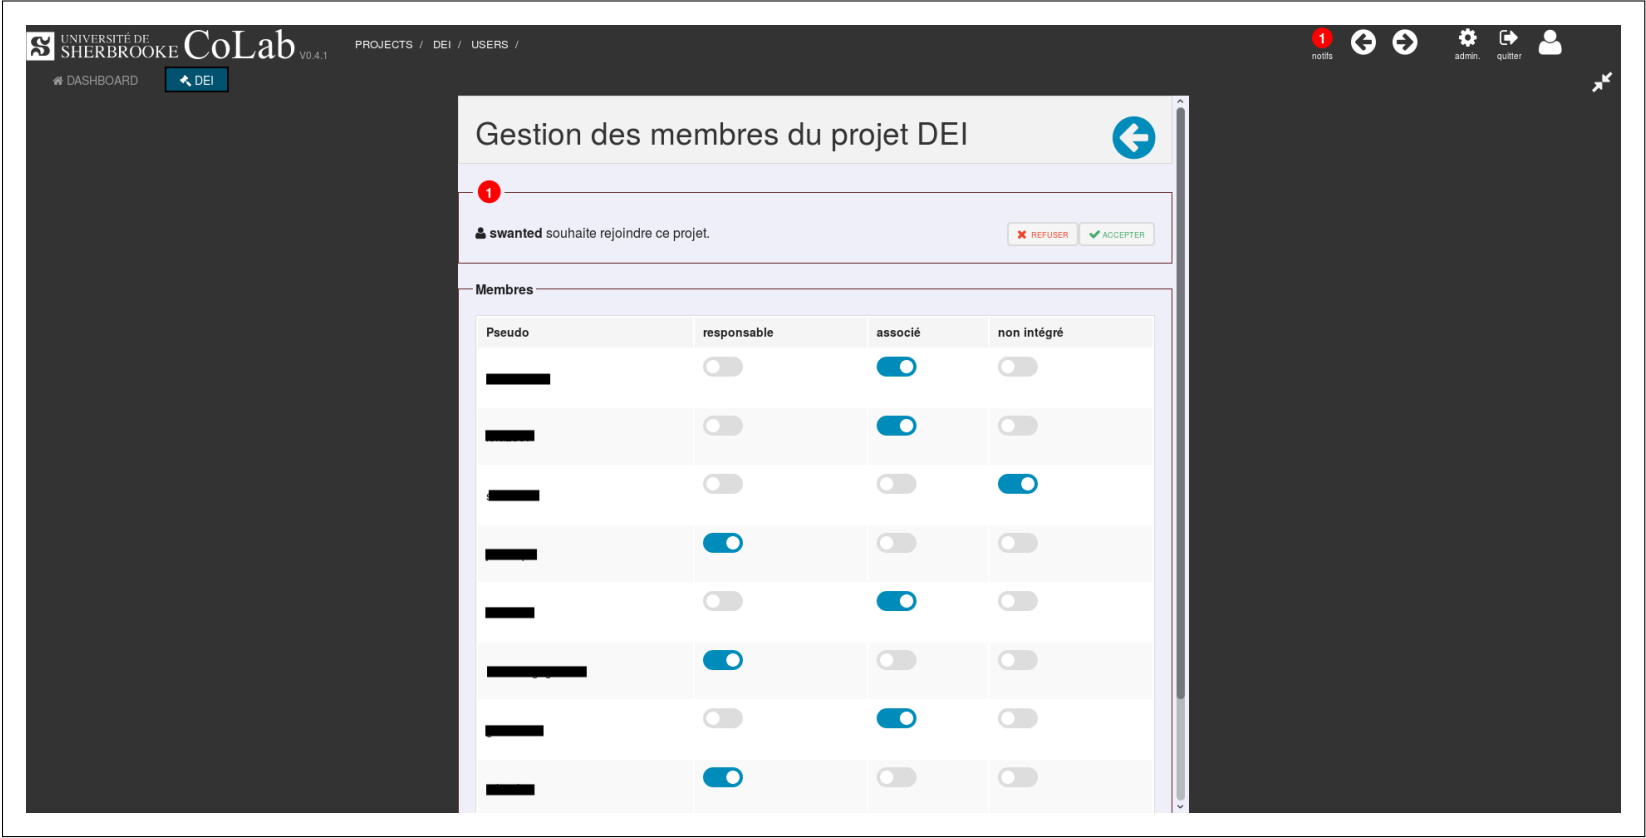 UNIVERSITÉ DE
SHERBROOKE CoLab V0.4.1
PROJECTS / DEI / USERS /
1
notifs
admin.
quitter
DASHBOARD
DEI
Gestion des membres du projet DEI
1
swanted souhaite rejoindre ce projet.
REFUSER
ACCEPTER
Membres
Pseudo responsable associé non intégré